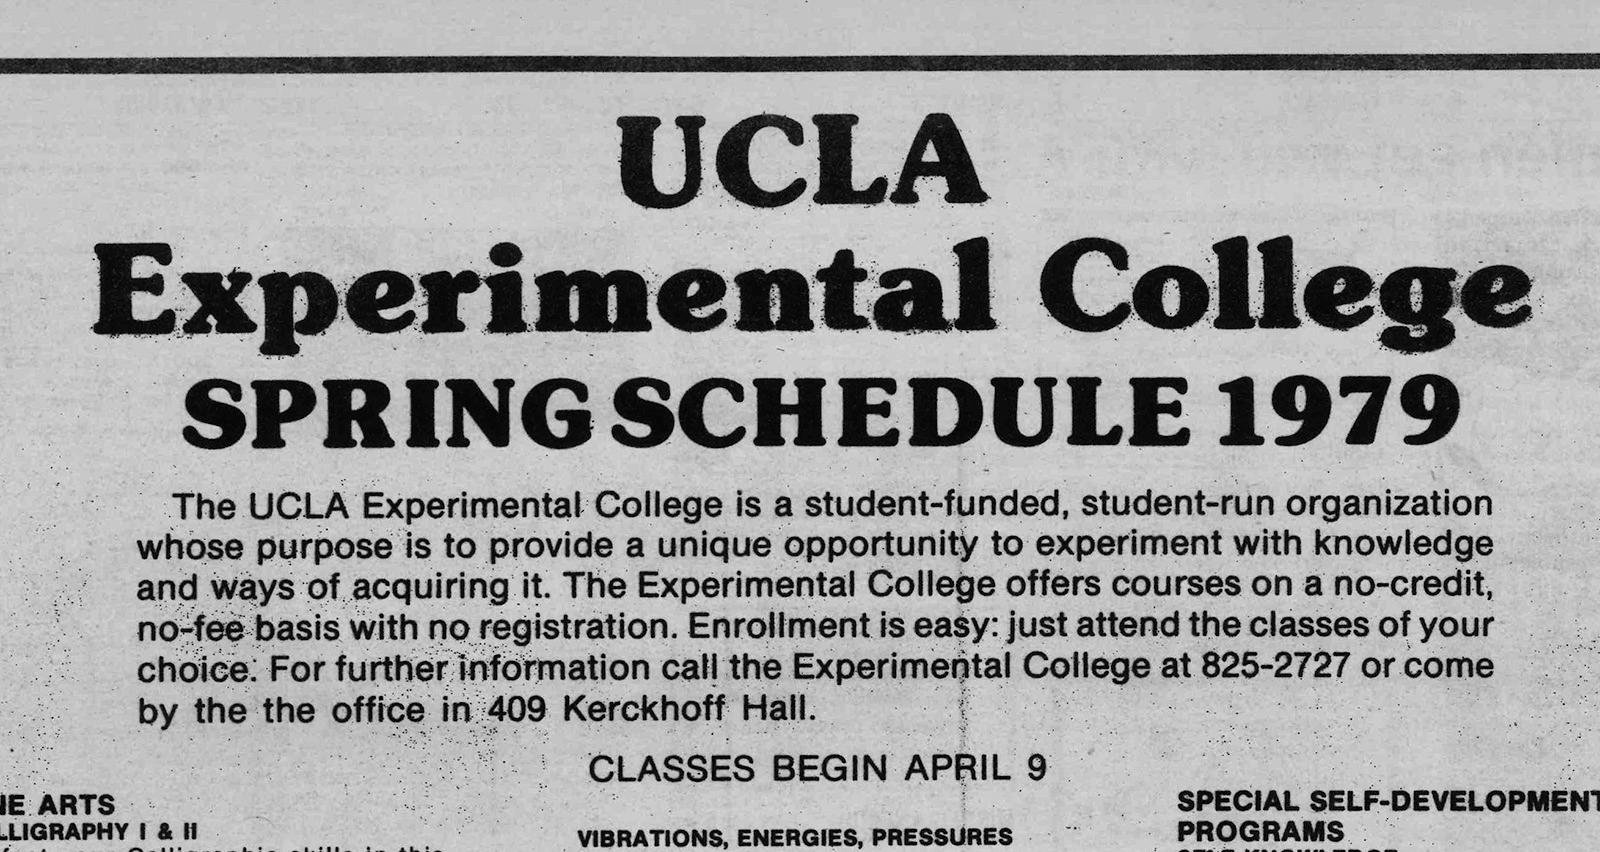 UCLA
Experimental College
SPRING SCHEDULE 1979
The UCLA Experimental College is a student-funded, student-run organization
whose purpose is to provide a unique opportunity to experiment with knowledge
and ways of acquiring it. The Experimental College offers courses on a no-credit,
no-fee basis with no registration. Enrollment is easy: just attend the classes of your
choice. For further information call the Experimental College at 825-2727 or come
by the the office in 409 Kerckhoff Hall.
CLASSES BEGIN APRIL 9
NE ARTS
LLIGRAPHY I & II
VIBRATIONS, ENERGIES, PRESSURES
SPECIAL SELF-DEVELOPMENT
PROGRAMS